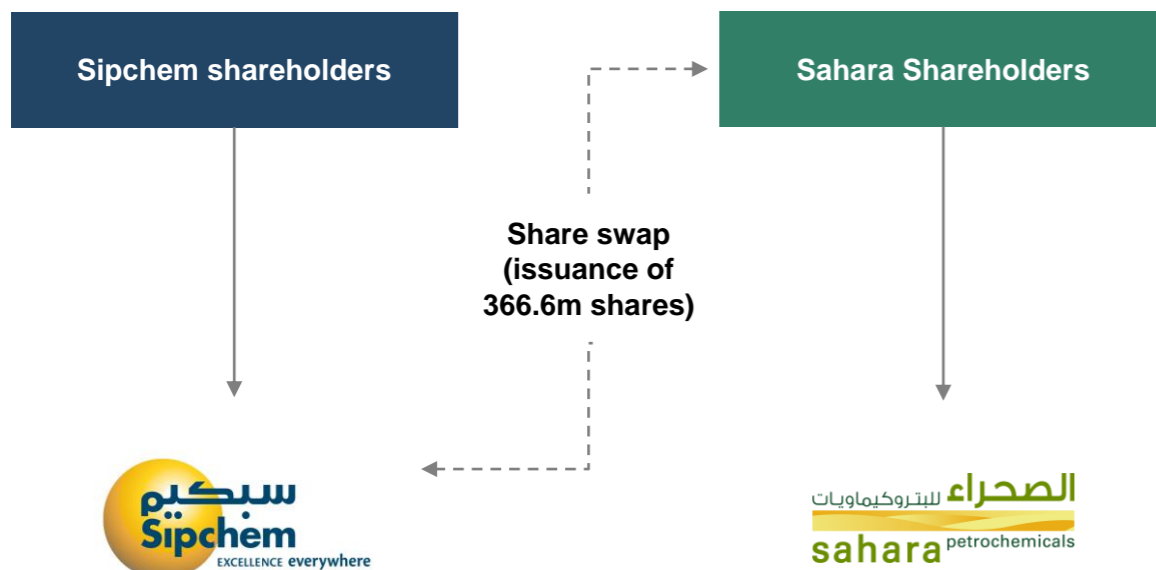 Sipchem shareholders
Sahara Shareholders
Share swap
(issuance of
366.6m shares)
سبكيم
Sipchem
EXCELLENCE everywhere
الصحراء للبتروكيماويات
sahara petrochemicals